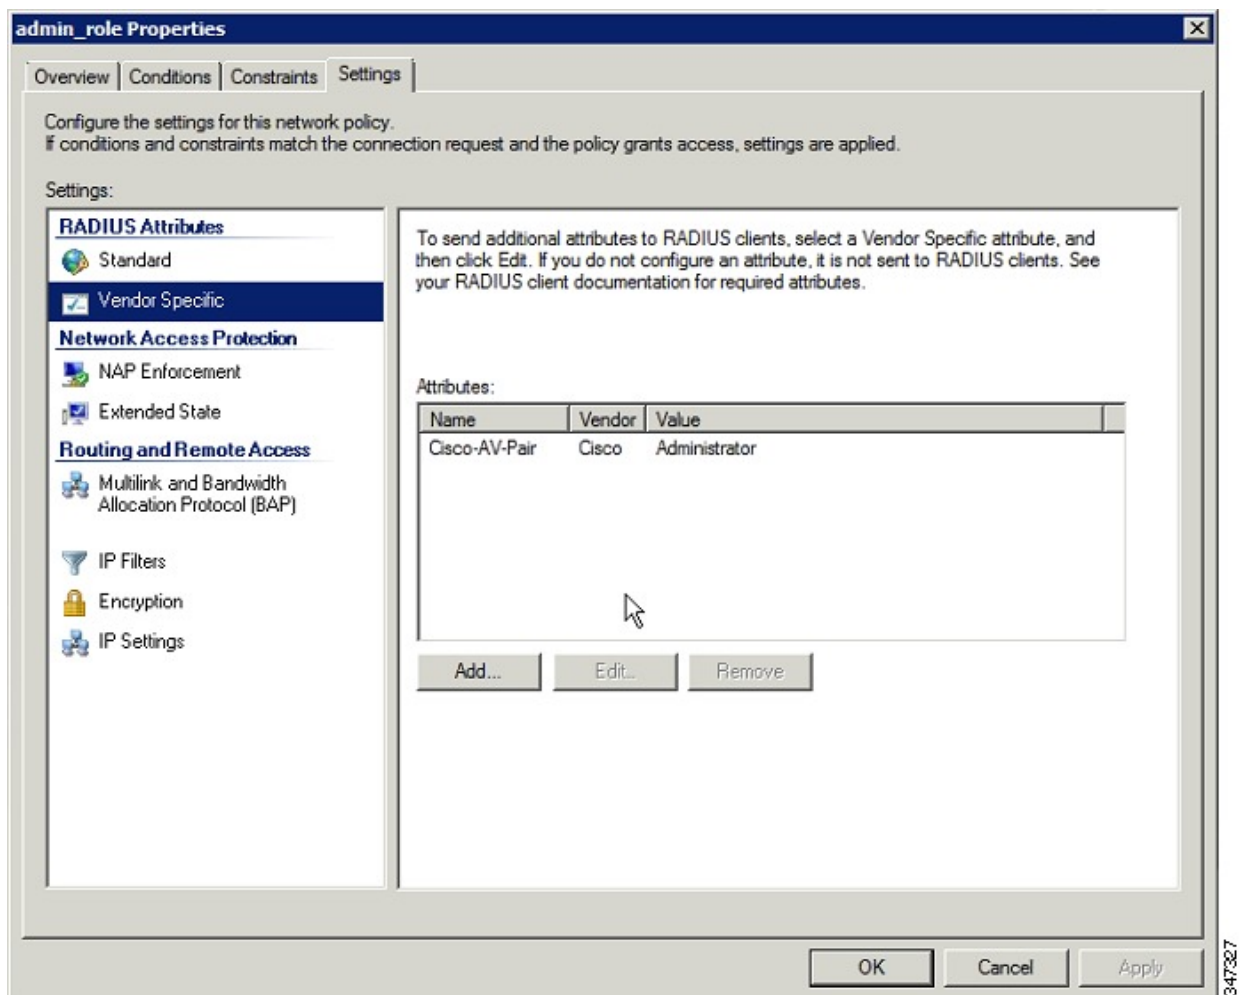 admin_role Properties
Overview Conditions Constraints Settings
Configure the settings for this network policy.
If conditions and constraints match the connection request and the policy grants access, settings are applied.
Settings:
RADIUS Attributes
Standard
Vendor Specific
Network Access Protection
NAP Enforcement
Extended State
Routing and Remote Access
Multilink and Bandwidth
Allocation Protocol (BAP)
IP Filters
Encryption
IP Settings
To send additional attributes to RADIUS clients, select a Vendor Specific attribute, and
then click Edit. If you do not configure an attribute, it is not sent to RADIUS clients. See
your RADIUS client documentation for required attributes.
Attributes:
Name Vendor Value
Cisco-AV-Pair Cisco Administrator
Add... Edit... Remove
OK Cancel Apply
347327